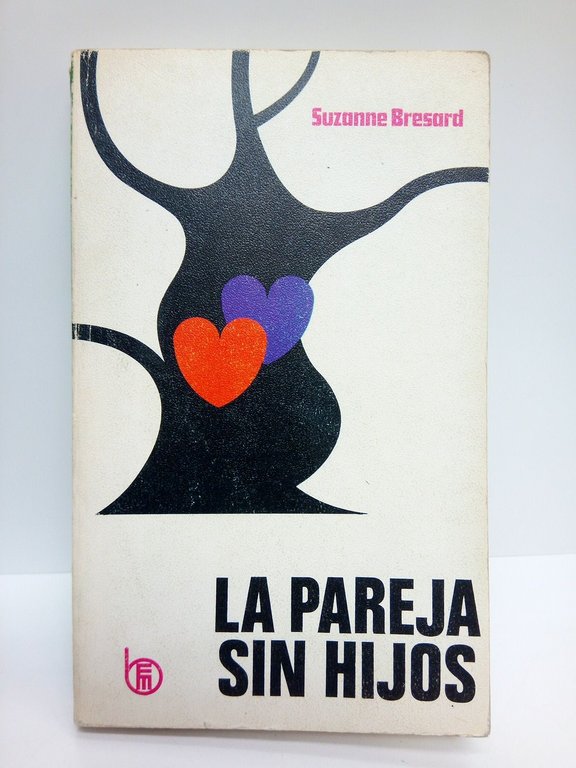 Suzanne Bresard
LA PAREJA
SIN HIJOS